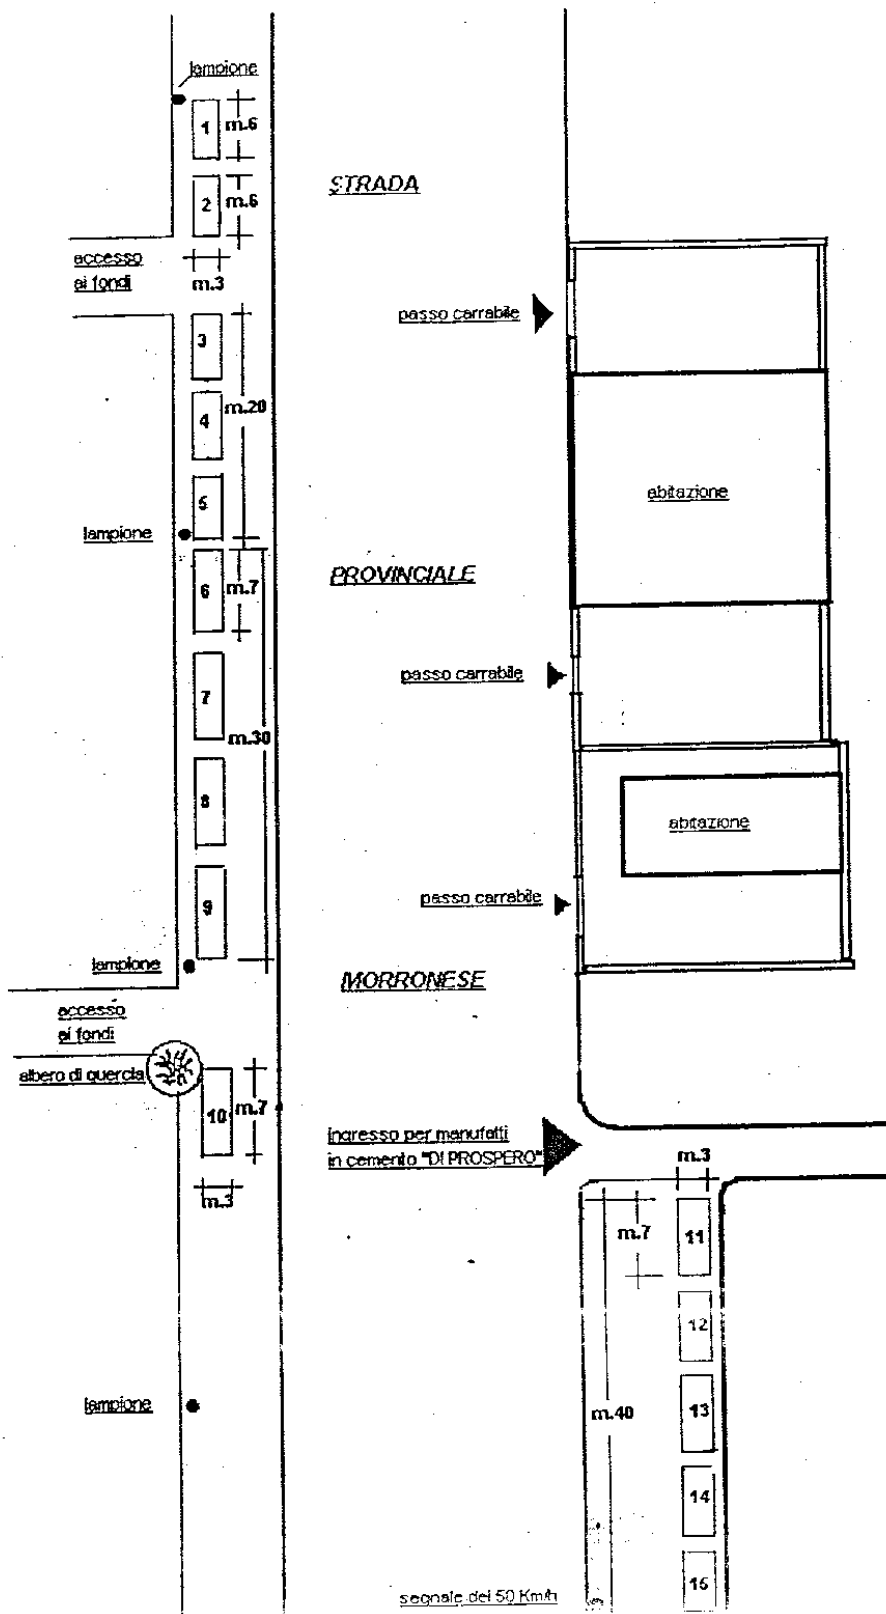 lampione
1
m.6
STRADA
2
m.6
accesso
ai fondi
m.3
passo carrabile
3
m.20
4
abitazione
5
lampione
PROVINCIALE
6
m.7
passo carrabile
7
m.30
8
abitazione
passo carrabile
9
lampione
MORRONESE
accesso
ai fondi
albero di quercia
10
m.7
ingresso per manufatti
in cemento "DI PROSPERO"
m.3
m.3
m.7
11
12
lampione
m.40
13
14
15
segnale dei 50 Km/h